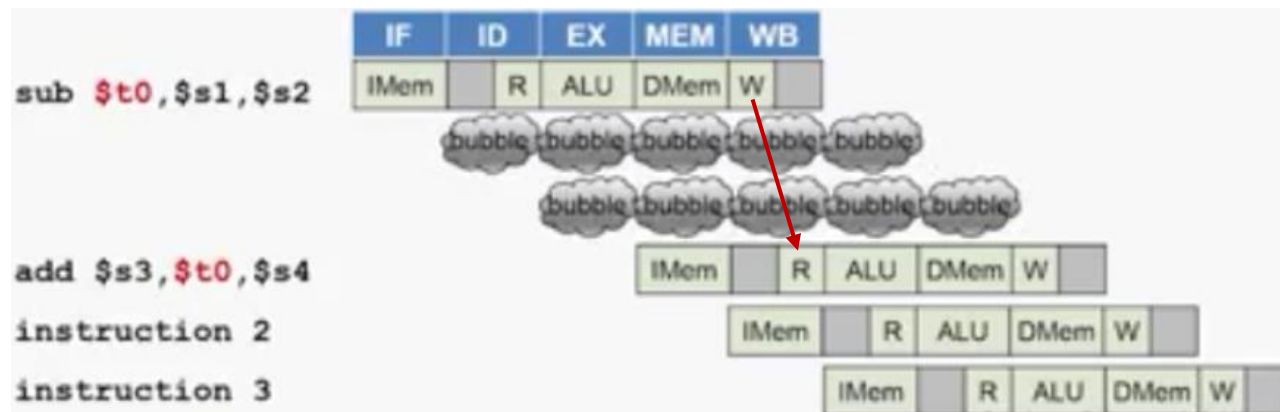 IF ID EX MEM WB
sub $t0,$s1,$s2 IMem R ALU DMem W
bubble bubble bubble bubble bubble
bubble bubble bubble bubble bubble
add $s3,$t0,$s4 IMem R ALU DMem W
instruction 2 IMem R ALU DMem W
instruction 3 IMem R ALU DMem W